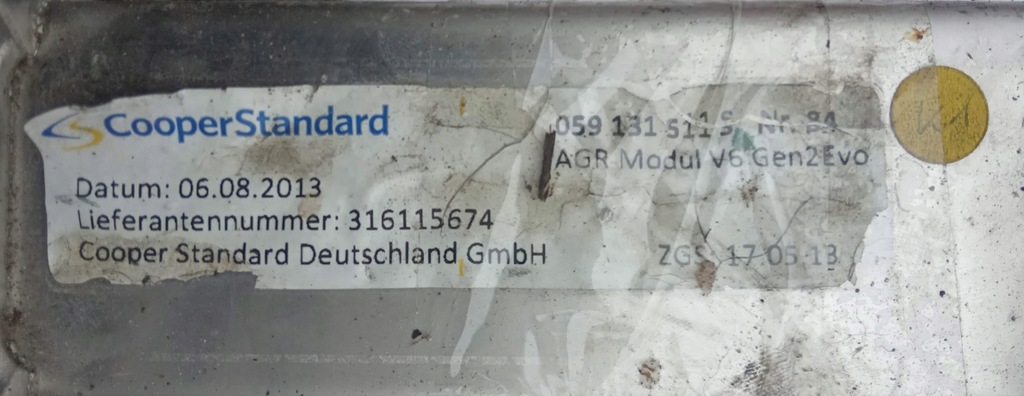 CooperStandard
059 131 511 S Nr. 84
AGR Modul V6 Gen2Evo
Datum: 06.08.2013
Lieferantennummer: 316115674
Cooper Standard Deutschland GmbH
ZGS 17.05.13